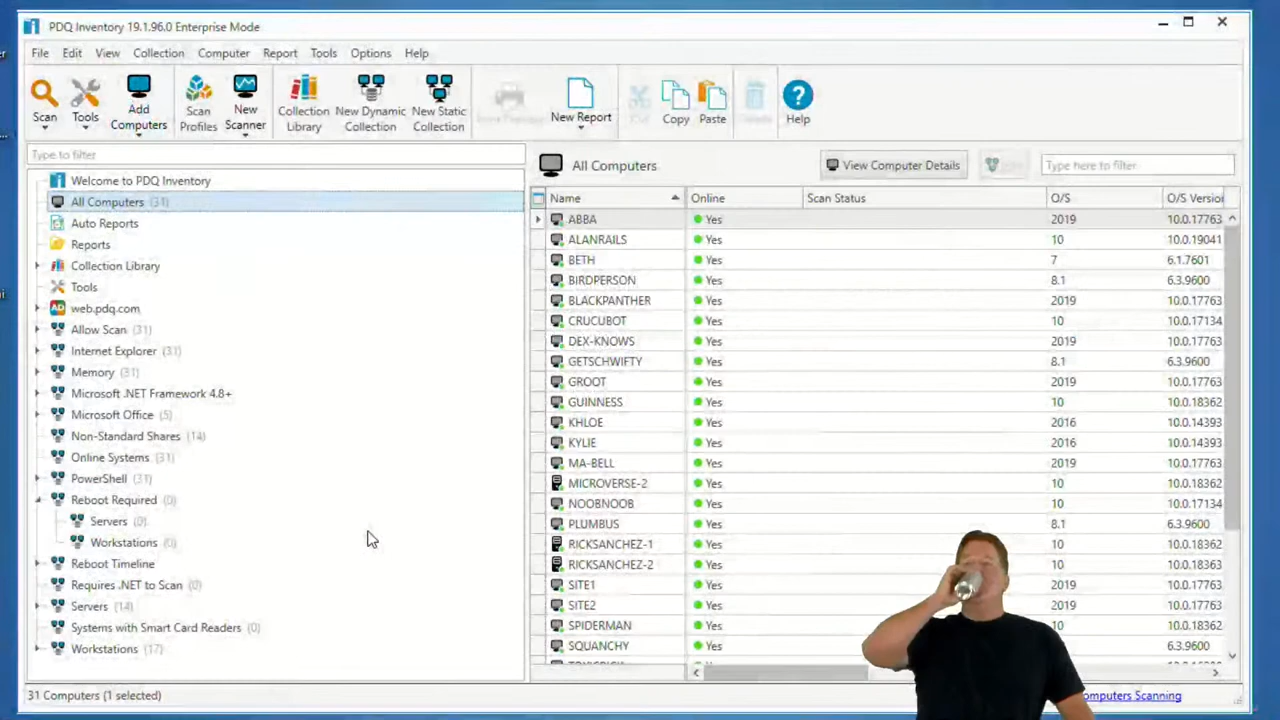 PDQ Inventory 19.1.96.0 Enterprise Mode
File Edit View Collection Computer Report Tools Options Help
Scan Tools Add Computers Scan Profiles New Scanner Collection Library New Dynamic Collection New Static Collection New Report Copy Paste Help
Type to filter
All Computers View Computer Details Type here to filter
Welcome to PDQ Inventory
All Computers (31)
Auto Reports
Reports
Collection Library
Tools
AD web.pdq.com
Allow Scan (31)
Internet Explorer (31)
Memory (31)
Microsoft .NET Framework 4.8+
Microsoft Office (5)
Non-Standard Shares (14)
Online Systems (31)
PowerShell (31)
Reboot Required (0)
Servers (0)
Workstations (0)
Reboot Timeline
Requires .NET to Scan (0)
Servers (14)
Systems with Smart Card Readers (0)
Workstations (17)
Name Online Scan Status O/S O/S Version
ABBA Yes 2019 10.0.17763
ALANRAILS Yes 10 10.0.19041
BETH Yes 7 6.1.7601
BIRDPERSON Yes 8.1 6.3.9600
BLACKPANTHER Yes 2019 10.0.17763
CRUCUBOT Yes 10 10.0.17134
DEX-KNOWS Yes 2019 10.0.17763
GETSCHWIFTY Yes 8.1 6.3.9600
GROOT Yes 2019 10.0.17763
GUINNESS Yes 10 10.0.18362
KHLOE Yes 2016 10.0.14393
KYLIE Yes 2016 10.0.14393
MA-BELL Yes 2019 10.0.17763
MICROVERSE-2 Yes 10 10.0.18362
NOOBNOOB Yes 10 10.0.17134
PLUMBUS Yes 8.1 6.3.9600
RICKSANCHEZ-1 Yes 10 10.0.18362
RICKSANCHEZ-2 Yes 10 10.0.18363
SITE1 Yes 2019 10.0.17763
SITE2 Yes 2019 10.0.17763
SPIDERMAN Yes 10.0.18362
SQUANCHY Yes 6.3.9600
31 Computers (1 selected) omputers Scanning